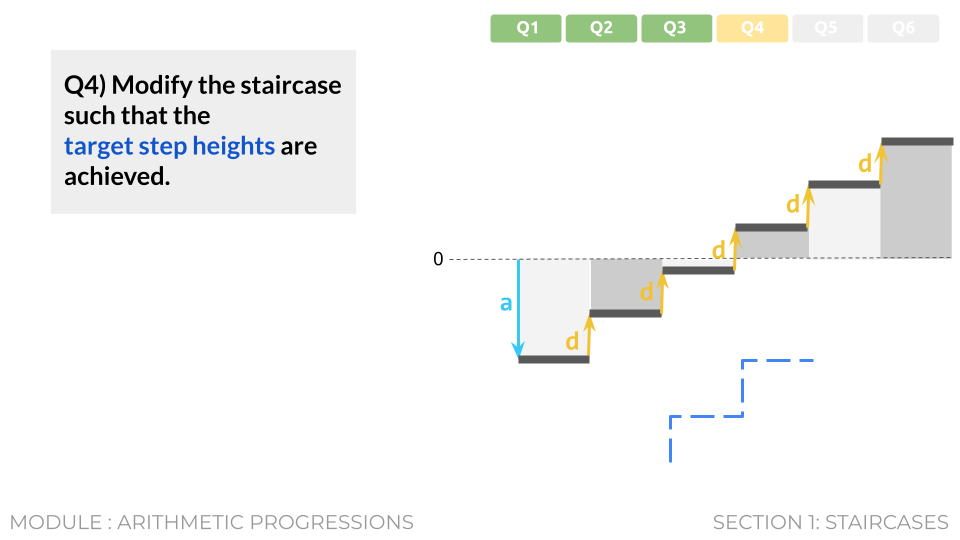 Q1 Q2 Q3 Q4 Q5 Q6
Q4) Modify the staircase
such that the
target step heights are
achieved.
d
d
d
0
a
d
d
MODULE : ARITHMETIC PROGRESSIONS
SECTION 1: STAIRCASES